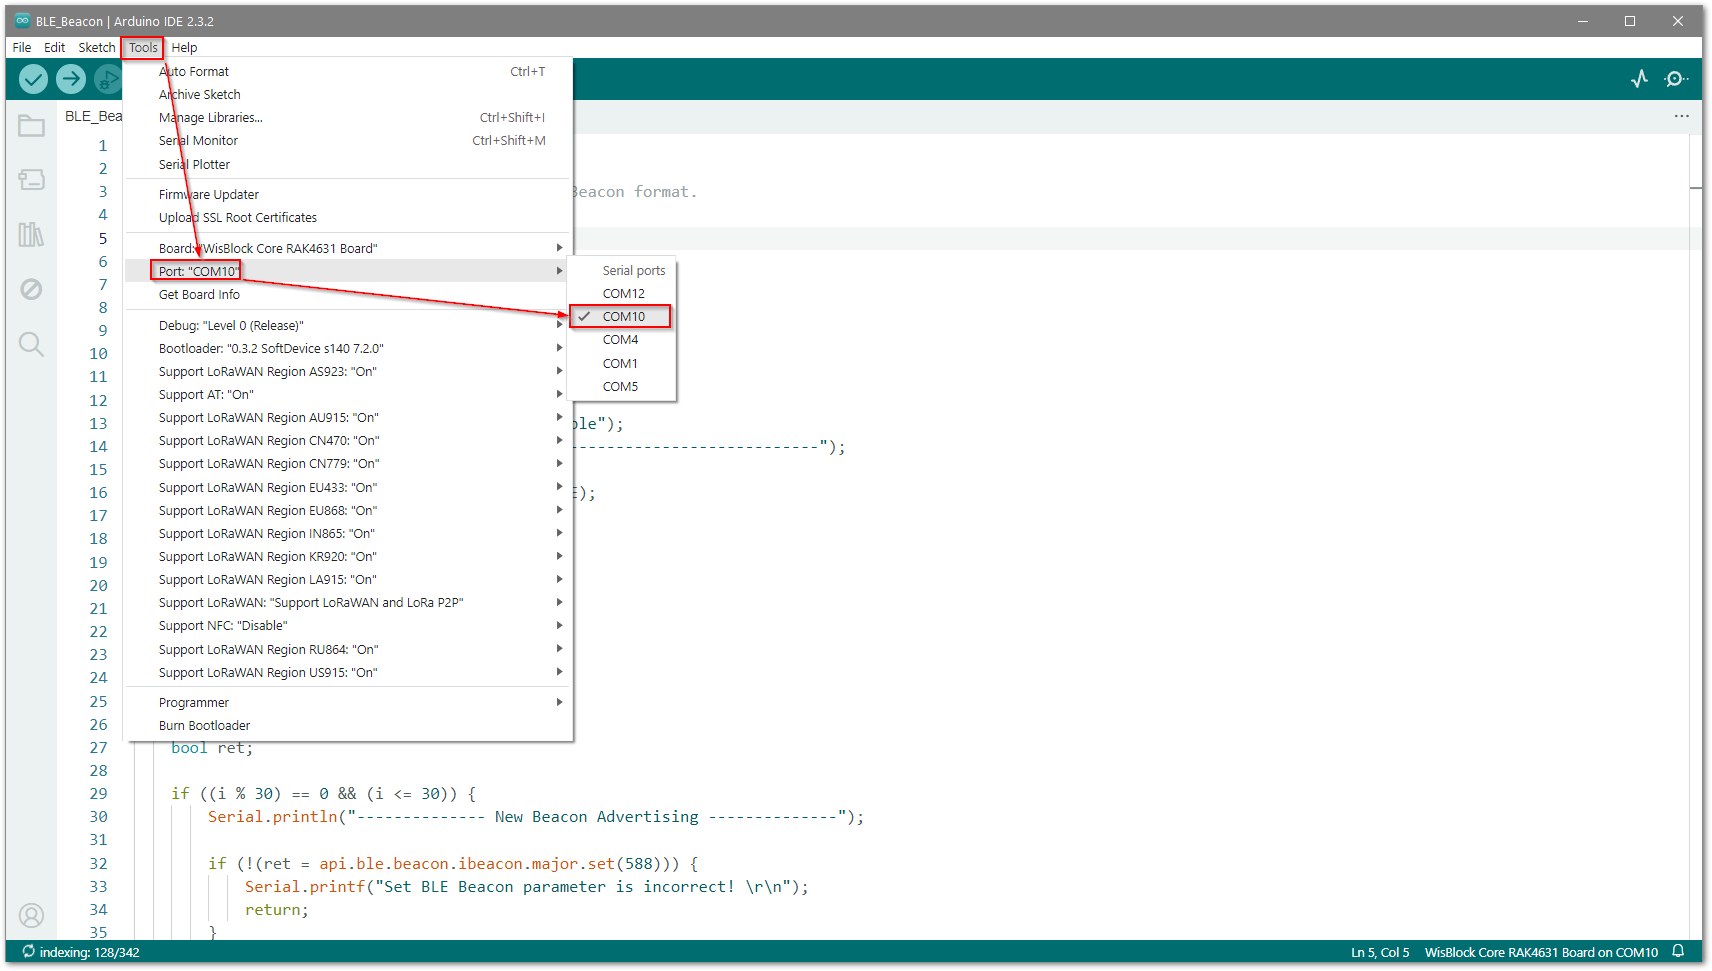 BLE_Beacon | Arduino IDE 2.3.2
File Edit Sketch Tools Help
BLE_Bea
Auto Format Ctrl+T
Archive Sketch
Manage Libraries... Ctrl+Shift+I
Serial Monitor Ctrl+Shift+M
Serial Plotter
Firmware Updater
Upload SSL Root Certificates
Board: "WisBlock Core RAK4631 Board"
Port: "COM10"
Get Board Info
Debug: "Level 0 (Release)"
Bootloader: "0.3.2 SoftDevice s140 7.2.0"
Support LoRaWAN Region AS923: "On"
Support AT: "On"
Support LoRaWAN Region AU915: "On"
Support LoRaWAN Region CN470: "On"
Support LoRaWAN Region CN779: "On"
Support LoRaWAN Region EU433: "On"
Support LoRaWAN Region EU868: "On"
Support LoRaWAN Region IN865: "On"
Support LoRaWAN Region KR920: "On"
Support LoRaWAN Region LA915: "On"
Support LoRaWAN: "Support LoRaWAN and LoRa P2P"
Support NFC: "Disable"
Support LoRaWAN Region RU864: "On"
Support LoRaWAN Region US915: "On"
Programmer
Burn Bootloader
Serial ports
COM12
COM10
COM4
COM1
COM5
1
2
3 Beacon format.
4
5
6
7
8
9
10
11
12
13 ble");
14 ---------------------------");
15
16 E);
17
18
19
20
21
22
23
24
25
26
27 bool ret;
28
29 if ((i % 30) == 0 && (i <= 30)) {
30 Serial.println("-------------- New Beacon Advertising --------------");
31
32 if (!(ret = api.ble.beacon.ibeacon.major.set(588))) {
33 Serial.printf("Set BLE Beacon parameter is incorrect! \r\n");
34 return;
35 }
indexing: 128/342 Ln 5, Col 5 WisBlock Core RAK4631 Board on COM10